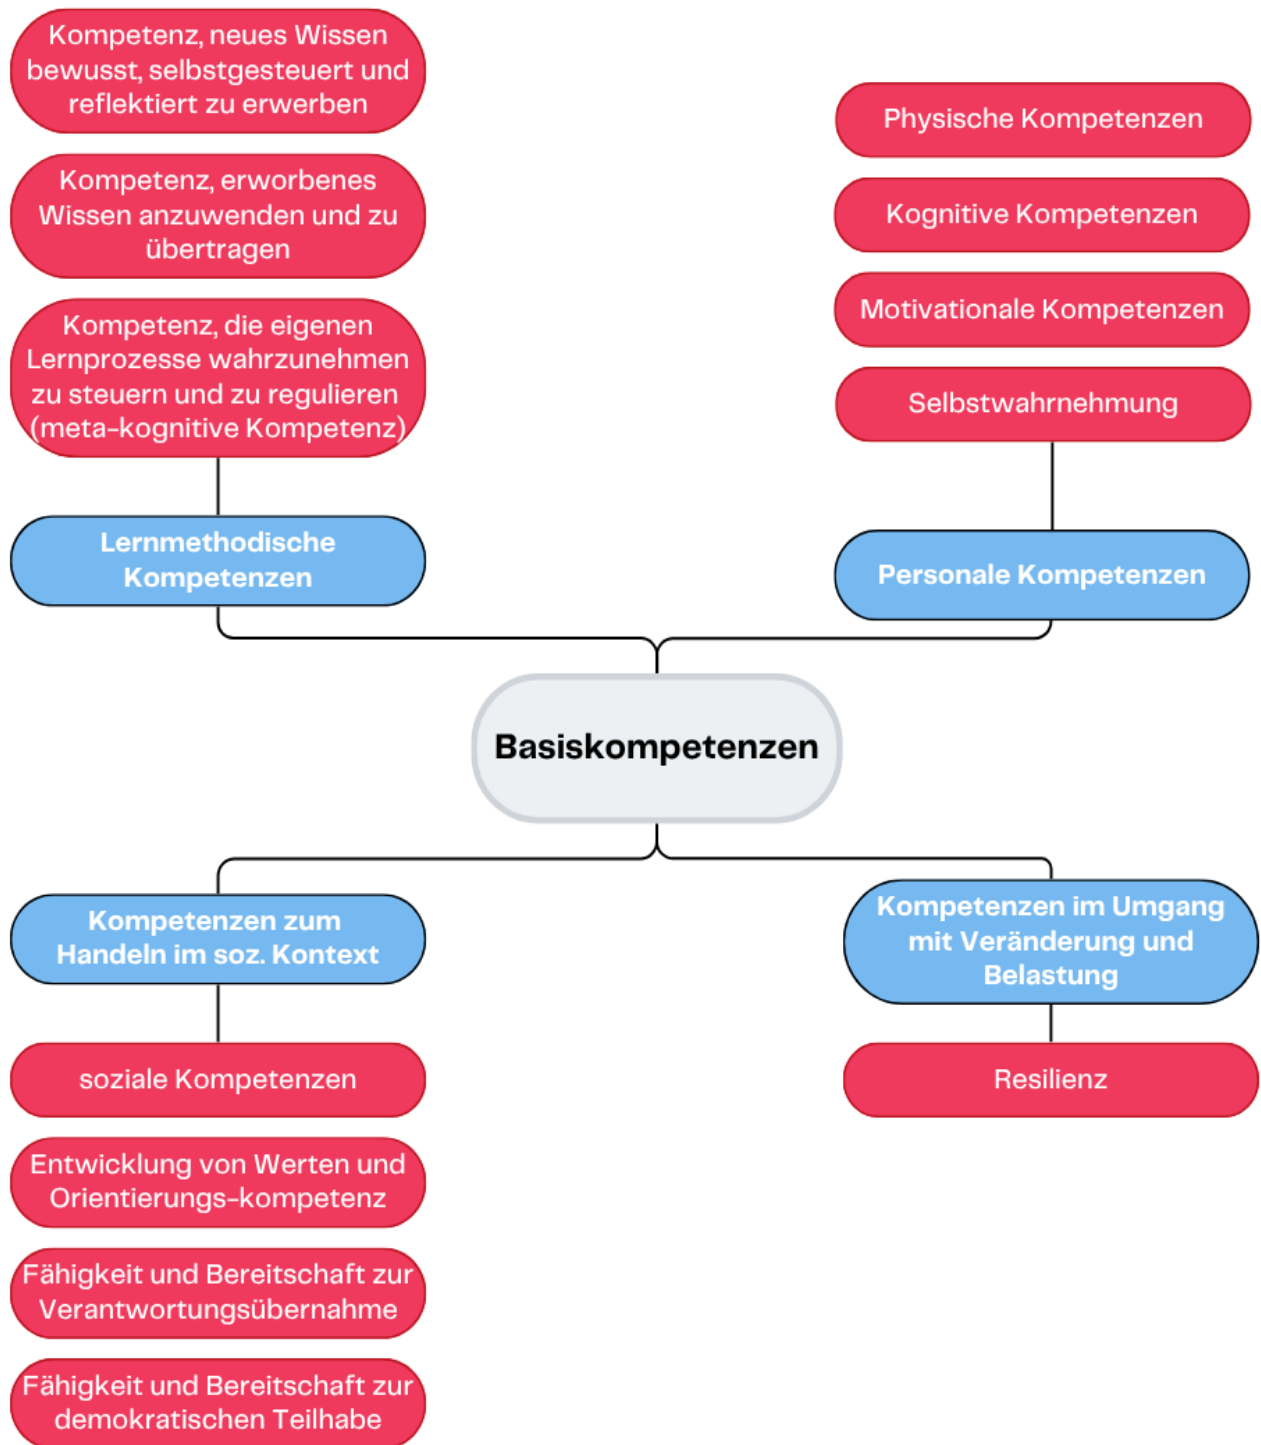 Kompetenz, neues Wissen
bewusst, selbstgesteuert und
reflektiert zu erwerben
Kompetenz, erworbenes
Wissen anzuwenden und zu
übertragen
Kompetenz, die eigenen
Lernprozesse wahrzunehmen
zu steuern und zu regulieren
(meta-kognitive Kompetenz)
Lernmethodische
Kompetenzen
Physische Kompetenzen
Kognitive Kompetenzen
Motivationale Kompetenzen
Selbstwahrnehmung
Personale Kompetenzen
Basiskompetenzen
Kompetenzen zum
Handeln im soz. Kontext
soziale Kompetenzen
Entwicklung von Werten und
Orientierungs-kompetenz
Fähigkeit und Bereitschaft zur
Verantwortungsübernahme
Fähigkeit und Bereitschaft zur
demokratischen Teilhabe
Kompetenzen im Umgang
mit Veränderung und
Belastung
Resilienz